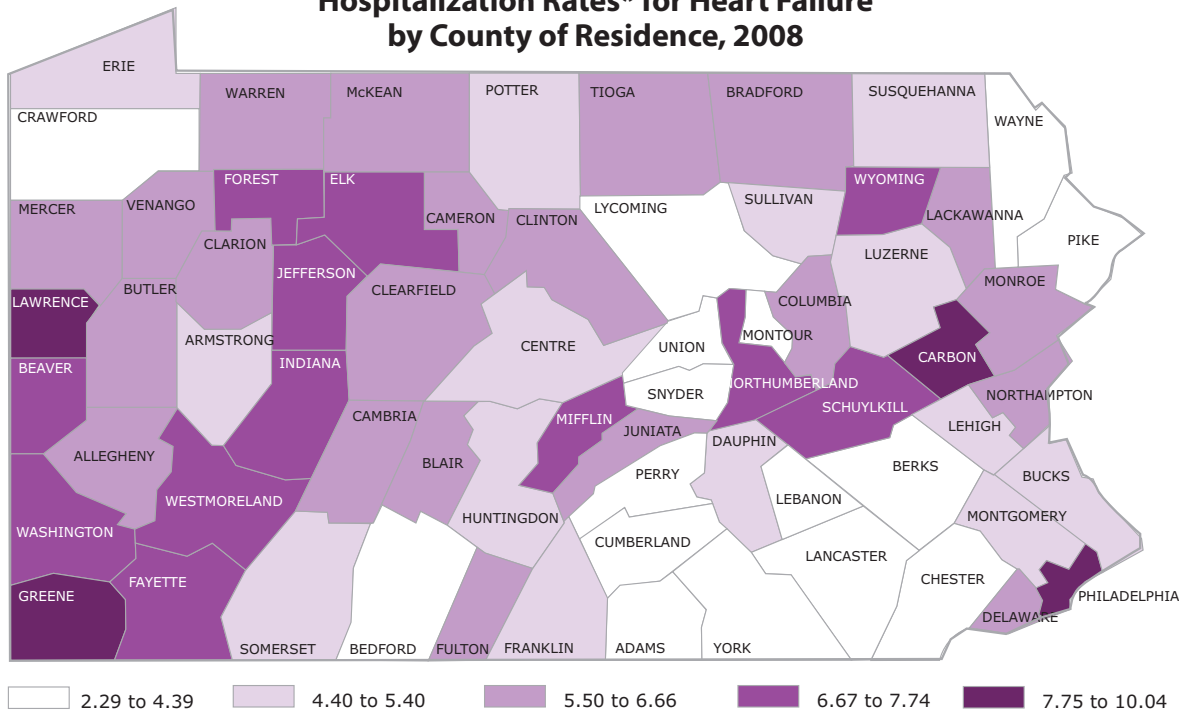 Hospitalization Rates* for Heart Failure
by County of Residence, 2008
ERIE
CRAWFORD
WARREN
McKEAN
POTTER
TIOGA
BRADFORD
SUSQUEHANNA
WAYNE
MERCER
VENANGO
FOREST
ELK
CAMERON
CLINTON
LYCOMING
SULLIVAN
WYOMING
LACKAWANNA
PIKE
CLARION
JEFFERSON
LUZERNE
LAWRENCE
BUTLER
CLEARFIELD
COLUMBIA
MONROE
ARMSTRONG
CENTRE
UNION
MONTOUR
CARBON
BEAVER
INDIANA
SNYDER
NORTHUMBERLAND
NORTHAMPTON
CAMBRIA
MIFFLIN
SCHUYLKILL
ALLEGHENY
BLAIR
JUNIATA
DAUPHIN
LEHIGH
PERRY
BERKS
BUCKS
WESTMORELAND
LEBANON
WASHINGTON
HUNTINGDON
MONTGOMERY
CUMBERLAND
LANCASTER
GREENE
FAYETTE
CHESTER
PHILADELPHIA
DELAWARE
SOMERSET
BEDFORD
FULTON
FRANKLIN
ADAMS
YORK
2.29 to 4.39
4.40 to 5.40
5.50 to 6.66
6.67 to 7.74
7.75 to 10.04